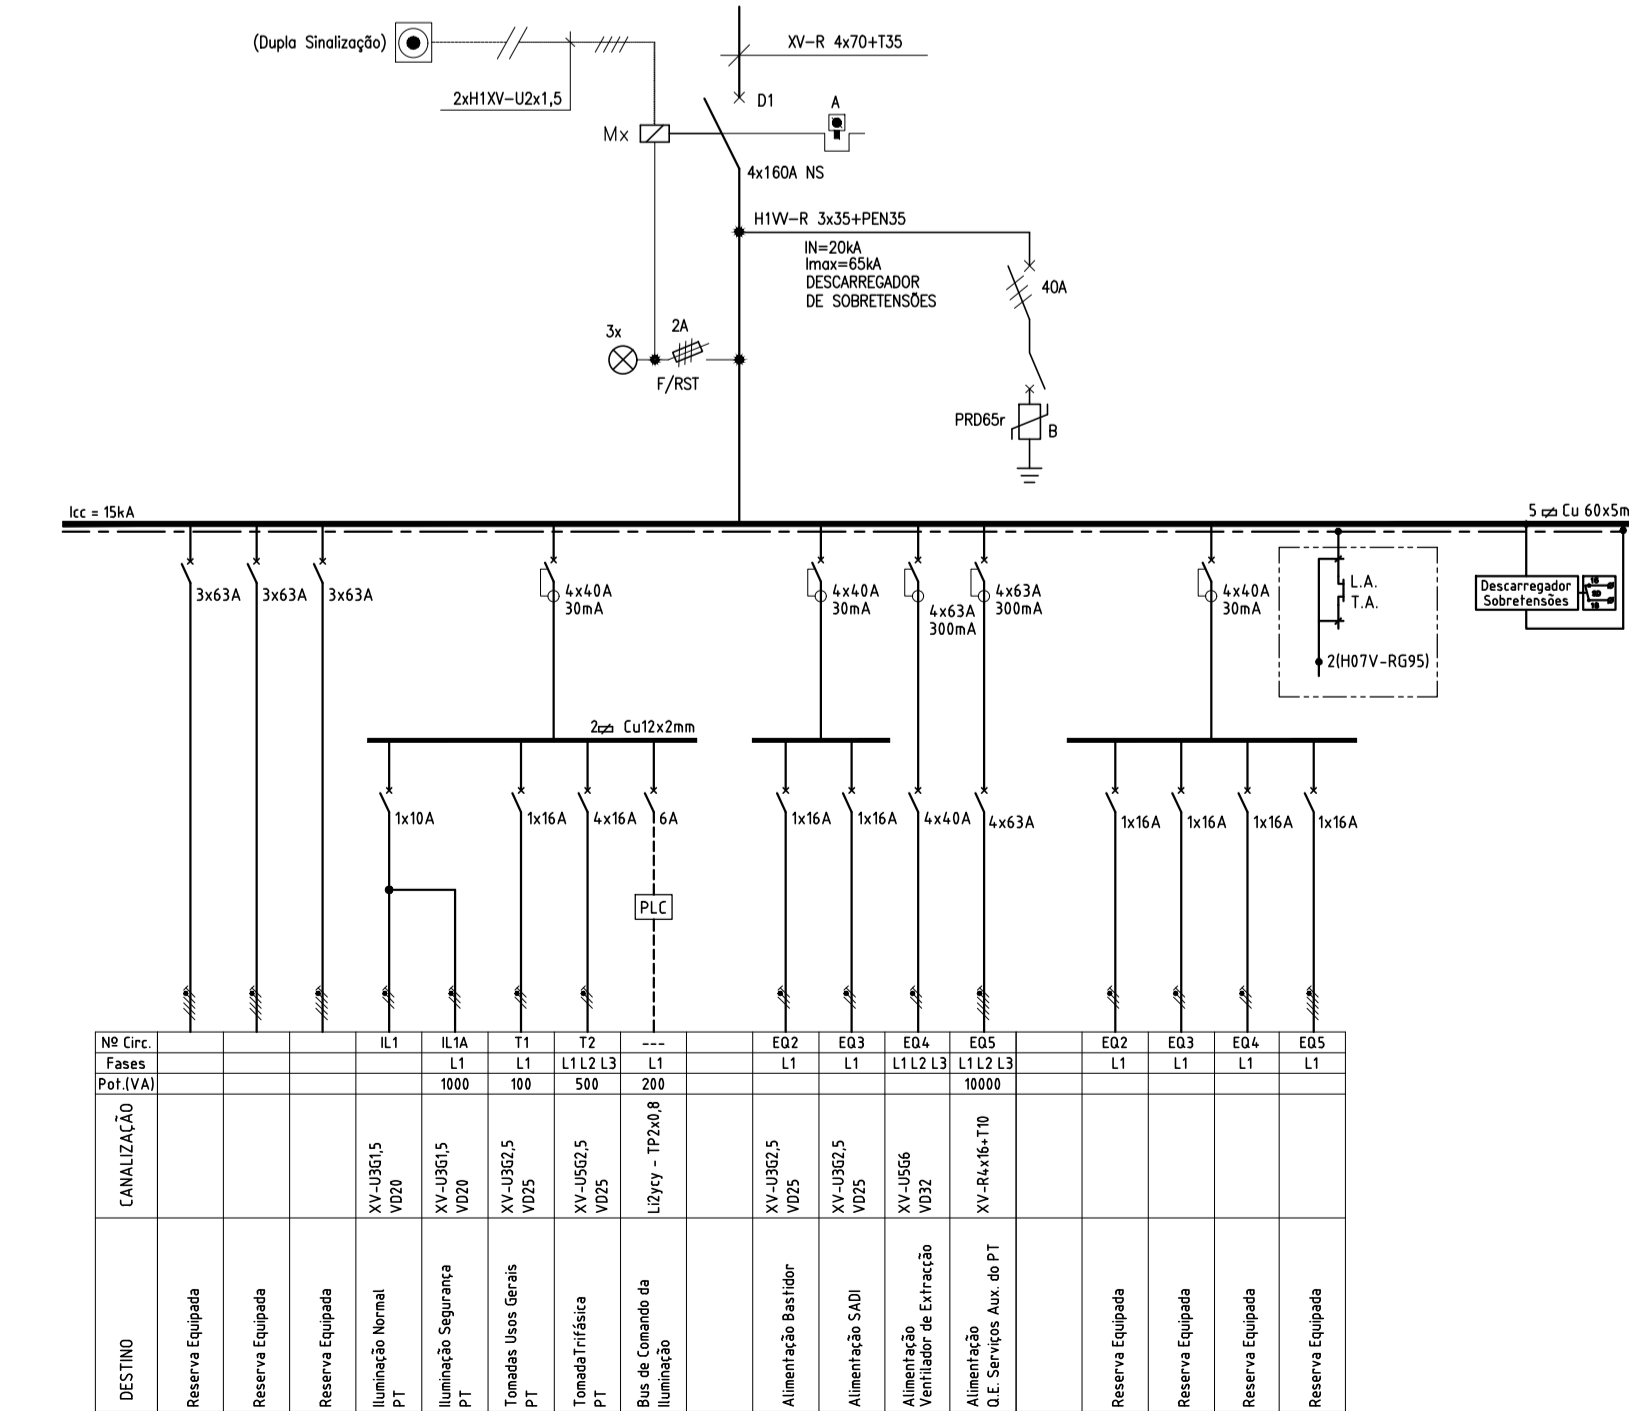 (Dupla Sinalização)
XV-R 4x70+T35
2xH1XV-U2x1,5
D1
A
Mx
4x160A NS
H1VV-R 3x35+PEN35
IN=20kA
Imax=65kA
DESCARREGADOR
DE SOBRETENSÕES
40A
3x
2A
F/RST
PRD65r
B
Icc = 15kA
5 Cu 60x5m
3x63A
3x63A
3x63A
4x40A
30mA
4x40A
30mA
4x63A
300mA
4x63A
300mA
4x40A
30mA
L.A.
T.A.
2(H07V-RG95)
Descarregador
Sobretensões
2 Cu12x2mm
1x10A
1x16A
4x16A
6A
1x16A
1x16A
4x40A
4x63A
1x16A
1x16A
1x16A
1x16A
PLC
Nº Circ. IL1 IL1A T1 T2 --- EQ2 EQ3 EQ4 EQ5 EQ2 EQ3 EQ4 EQ5
Fases L1 L1 L1 L2 L3 L1 L1 L1 L1 L2 L3 L1 L2 L3 L1 L1 L1 L1
Pot.(VA) 1000 100 500 200 10000
CANALIZAÇÃO
XV-U3G1,5
VD20
XV-U3G1,5
VD20
XV-U3G2,5
VD25
XV-U5G2,5
VD25
Li2ycy - TP2x0,8
XV-U3G2,5
VD25
XV-U3G2,5
VD25
XV-U5G6
VD32
XV-R4x16+T10
DESTINO
Reserva Equipada
Reserva Equipada
Reserva Equipada
Iluminação Normal
PT
Iluminação Segurança
PT
Tomadas Usos Gerais
PT
TomadaTrifásica
PT
Bus de Comando da
Iluminação
Alimentação Bastidor
Alimentação SADI
Alimentação
Ventilador de Extracção
Alimentação
Q.E. Serviços Aux. do PT
Reserva Equipada
Reserva Equipada
Reserva Equipada
Reserva Equipada